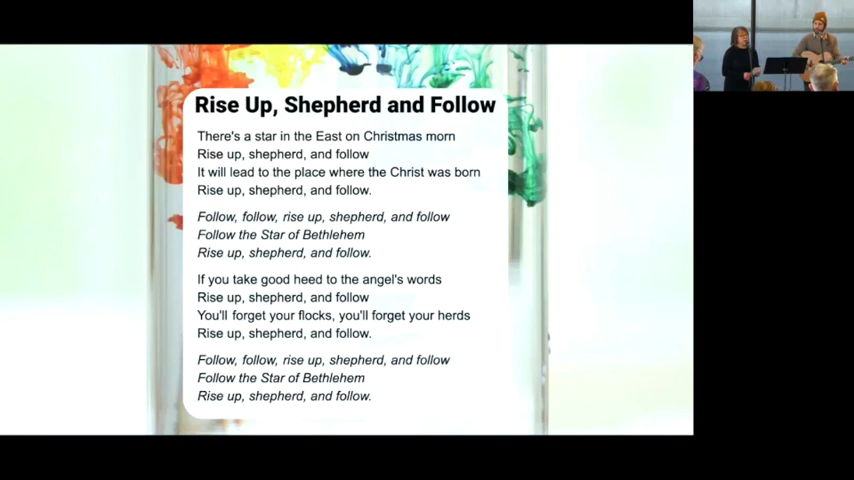 Rise Up, Shepherd and Follow
There's a star in the East on Christmas morn
Rise up, shepherd, and follow
It will lead to the place where the Christ was born
Rise up, shepherd, and follow.
Follow, follow, rise up, shepherd, and follow
Follow the Star of Bethlehem
Rise up, shepherd, and follow.
If you take good heed to the angel's words
Rise up, shepherd, and follow
You'll forget your flocks, you'll forget your herds
Rise up, shepherd, and follow.
Follow, follow, rise up, shepherd, and follow
Follow the Star of Bethlehem
Rise up, shepherd, and follow.